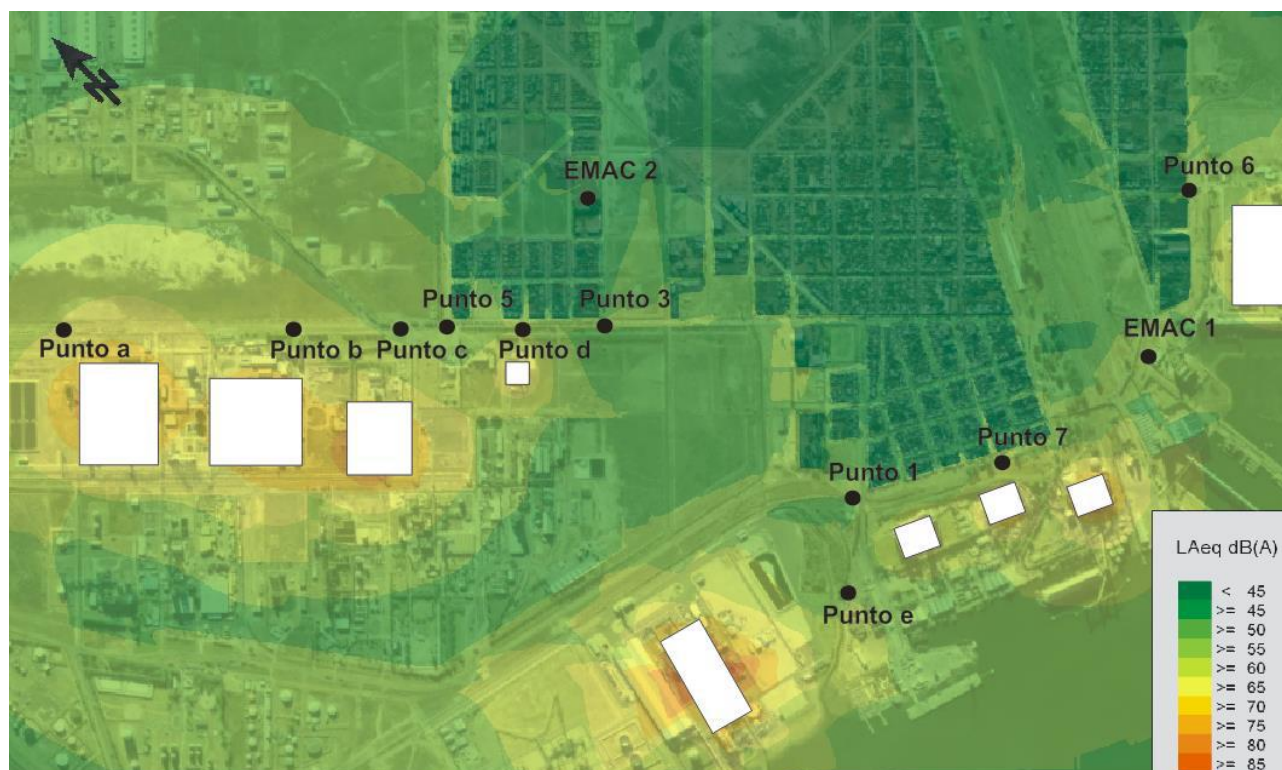 N
EMAC 2
Punto 6
Punto 5
Punto 3
EMAC 1
Punto a
Punto b
Punto c
Punto d
Punto 7
Punto 1
Punto e
LAeq dB(A)
< 45
>= 45
>= 50
>= 55
>= 60
>= 65
>= 70
>= 75
>= 80
>= 85